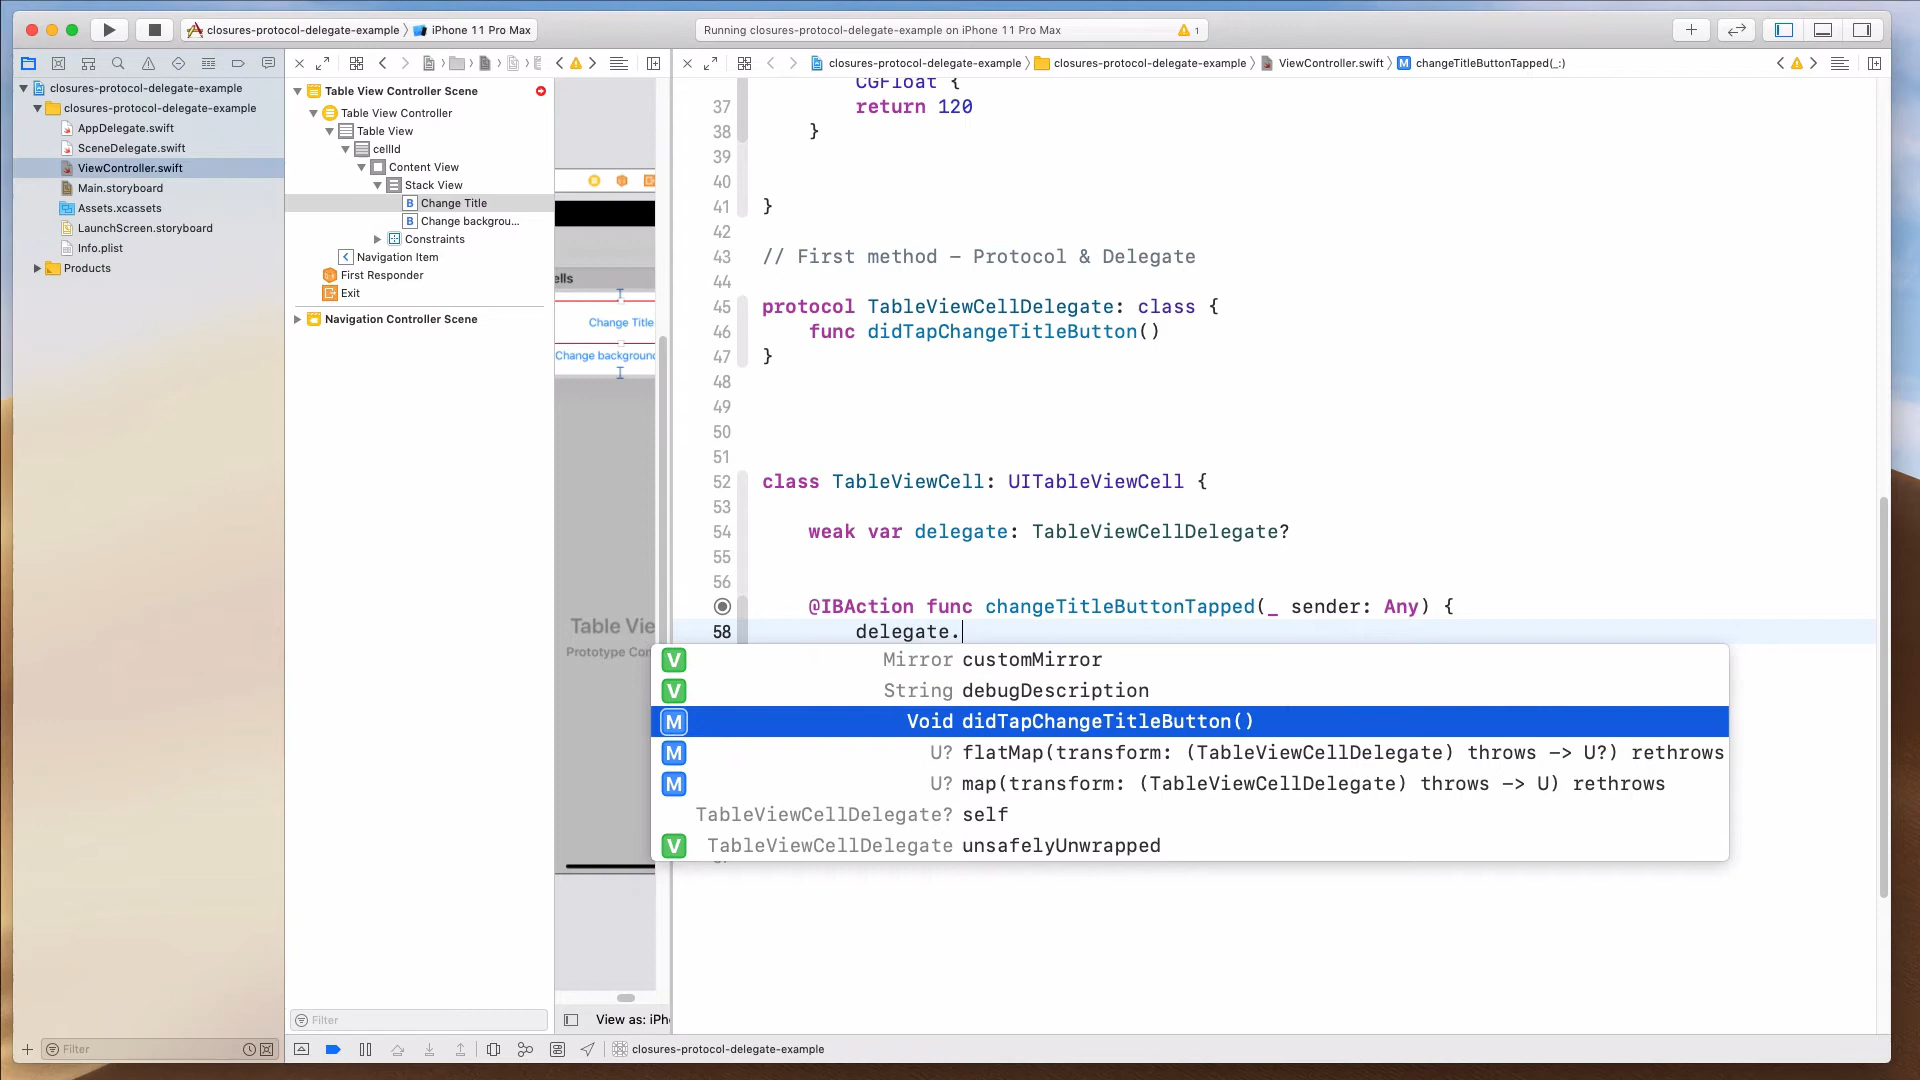 closures-protocol-delegate-example
iPhone 11 Pro Max
Running closures-protocol-delegate-example on iPhone 11 Pro Max
1
closures-protocol-delegate-example
closures-protocol-delegate-example
ViewController.swift
changeTitleButtonTapped(_:)
closures-protocol-delegate-example
closures-protocol-delegate-example
AppDelegate.swift
SceneDelegate.swift
ViewController.swift
Main.storyboard
Assets.xcassets
LaunchScreen.storyboard
Info.plist
Products
Filter
Table View Controller Scene
Table View Controller
Table View
cellId
Content View
Stack View
B Change Title
B Change backgrou...
Constraints
Navigation Item
First Responder
Exit
Navigation Controller Scene
Filter
ells
Change Title
Change background
Table Vie
Prototype Con
View as: iPh
CGFloat {
37 return 120
38 }
39
40
41 }
42
43 // First method – Protocol & Delegate
44
45 protocol TableViewCellDelegate: class {
46 func didTapChangeTitleButton()
47 }
48
49
50
51
52 class TableViewCell: UITableViewCell {
53
54 weak var delegate: TableViewCellDelegate?
55
56
@IBAction func changeTitleButtonTapped(_ sender: Any) {
58 delegate.
V Mirror customMirror
V String debugDescription
M Void didTapChangeTitleButton()
M U? flatMap(transform: (TableViewCellDelegate) throws -> U?) rethrows
M U? map(transform: (TableViewCellDelegate) throws -> U) rethrows
TableViewCellDelegate? self
V TableViewCellDelegate unsafelyUnwrapped
closures-protocol-delegate-example